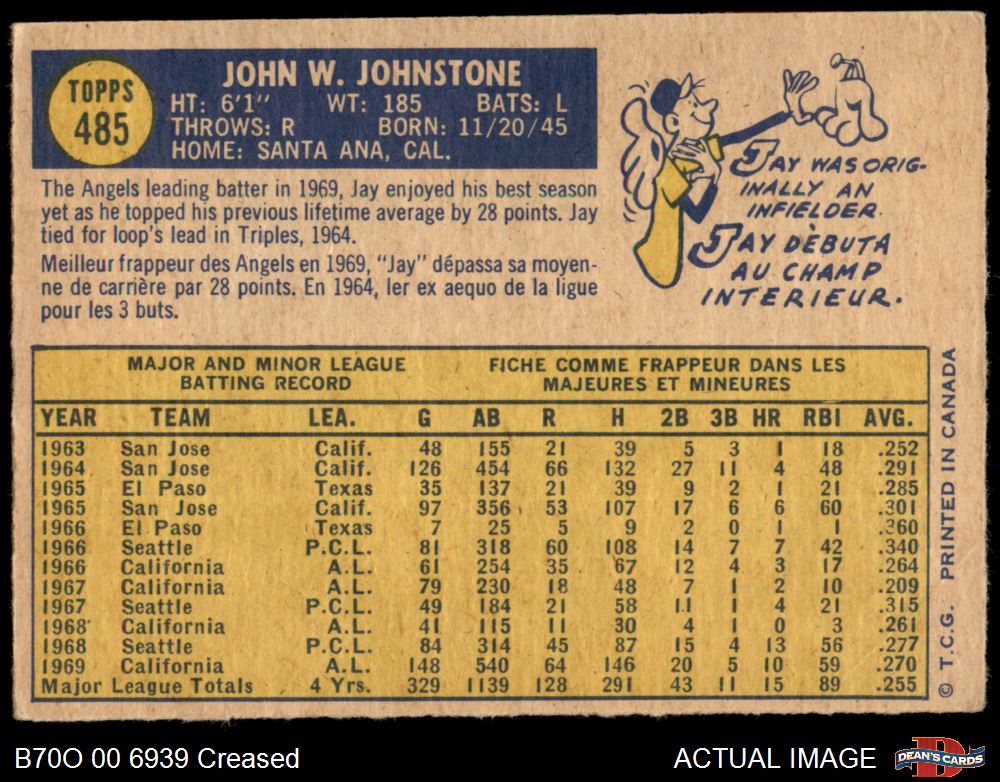 TOPPS
485
JOHN W. JOHNSTONE
HT: 6'1" WT: 185 BATS: L
THROWS: R BORN: 11/20/45
HOME: SANTA ANA, CAL.
The Angels leading batter in 1969, Jay enjoyed his best season
yet as he topped his previous lifetime average by 28 points. Jay
tied for loop's lead in Triples, 1964.
Meilleur frappeur des Angels en 1969, "Jay" dépassa sa moyen-
ne de carrière par 28 points. En 1964, ler ex aequo de la ligue
pour les 3 buts.
JAY WAS ORIG-
INALLY AN
INFIELDER.
JAY DÈBUTA
AU CHAMP
INTERIEUR.
MAJOR AND MINOR LEAGUE
BATTING RECORD
FICHE COMME FRAPPEUR DANS LES
MAJEURES ET MINEURES
YEAR TEAM LEA. G AB R H 2B 3B HR RBI AVG.
1963 San Jose Calif. 48 155 21 39 5 3 1 18 .252
1964 San Jose Calif. 126 454 66 132 27 11 4 48 .291
1965 El Paso Texas 35 137 21 39 9 2 1 21 .285
1965 San Jose Calif. 97 356 53 107 17 6 6 60 .301
1966 El Paso Texas 7 25 5 9 2 0 1 1 .360
1966 Seattle P.C.L. 81 318 60 108 14 7 7 42 .340
1966 California A.L. 61 254 35 67 12 4 3 17 .264
1967 California A.L. 79 230 18 48 7 1 2 10 .209
1967 Seattle P.C.L. 49 184 21 58 11 1 4 21 .315
1968 California A.L. 41 115 11 30 4 1 0 3 .261
1968 Seattle P.C.L. 84 314 45 87 15 4 13 56 .277
1969 California A.L. 148 540 64 146 20 5 10 59 .270
Major League Totals 4 Yrs. 329 1139 128 291 43 11 15 89 .255
© T.C.G. PRINTED IN CANADA
B70O 00 6939 Creased
ACTUAL IMAGE
D
DEAN'S CARDS